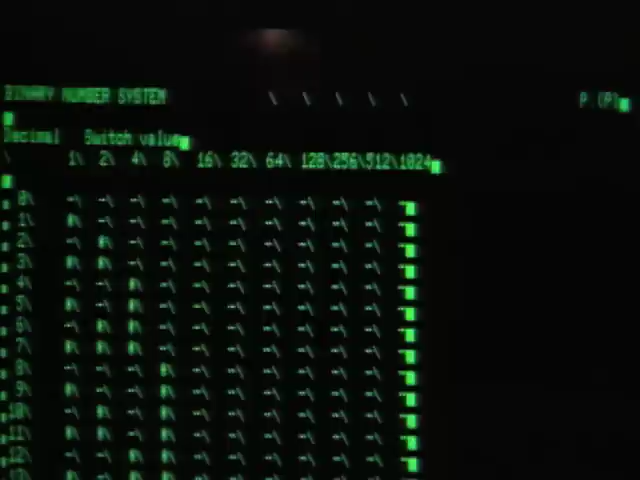 BINARY NUMBER SYSTEM \ \ \ \ \ P (P)
Decimal Switch value
\ 1\ 2\ 4\ 8\ 16\ 32\ 64\ 128\256\512\1024
0\ --\ --\ --\ --\ --\ --\ --\ --\ --\ --\ --
1\ @\ --\ --\ --\ --\ --\ --\ --\ --\ --\ --
2\ --\ @\ --\ --\ --\ --\ --\ --\ --\ --\ --
3\ @\ @\ --\ --\ --\ --\ --\ --\ --\ --\ --
4\ --\ --\ @\ --\ --\ --\ --\ --\ --\ --\ --
5\ @\ --\ @\ --\ --\ --\ --\ --\ --\ --\ --
6\ --\ @\ @\ --\ --\ --\ --\ --\ --\ --\ --
7\ @\ @\ @\ --\ --\ --\ --\ --\ --\ --\ --
8\ --\ --\ --\ @\ --\ --\ --\ --\ --\ --\ --
9\ @\ --\ --\ @\ --\ --\ --\ --\ --\ --\ --
10\ --\ @\ --\ @\ --\ --\ --\ --\ --\ --\ --
11\ @\ @\ --\ @\ --\ --\ --\ --\ --\ --\ --
12\ --\ --\ @\ @\ --\ --\ --\ --\ --\ --\ --